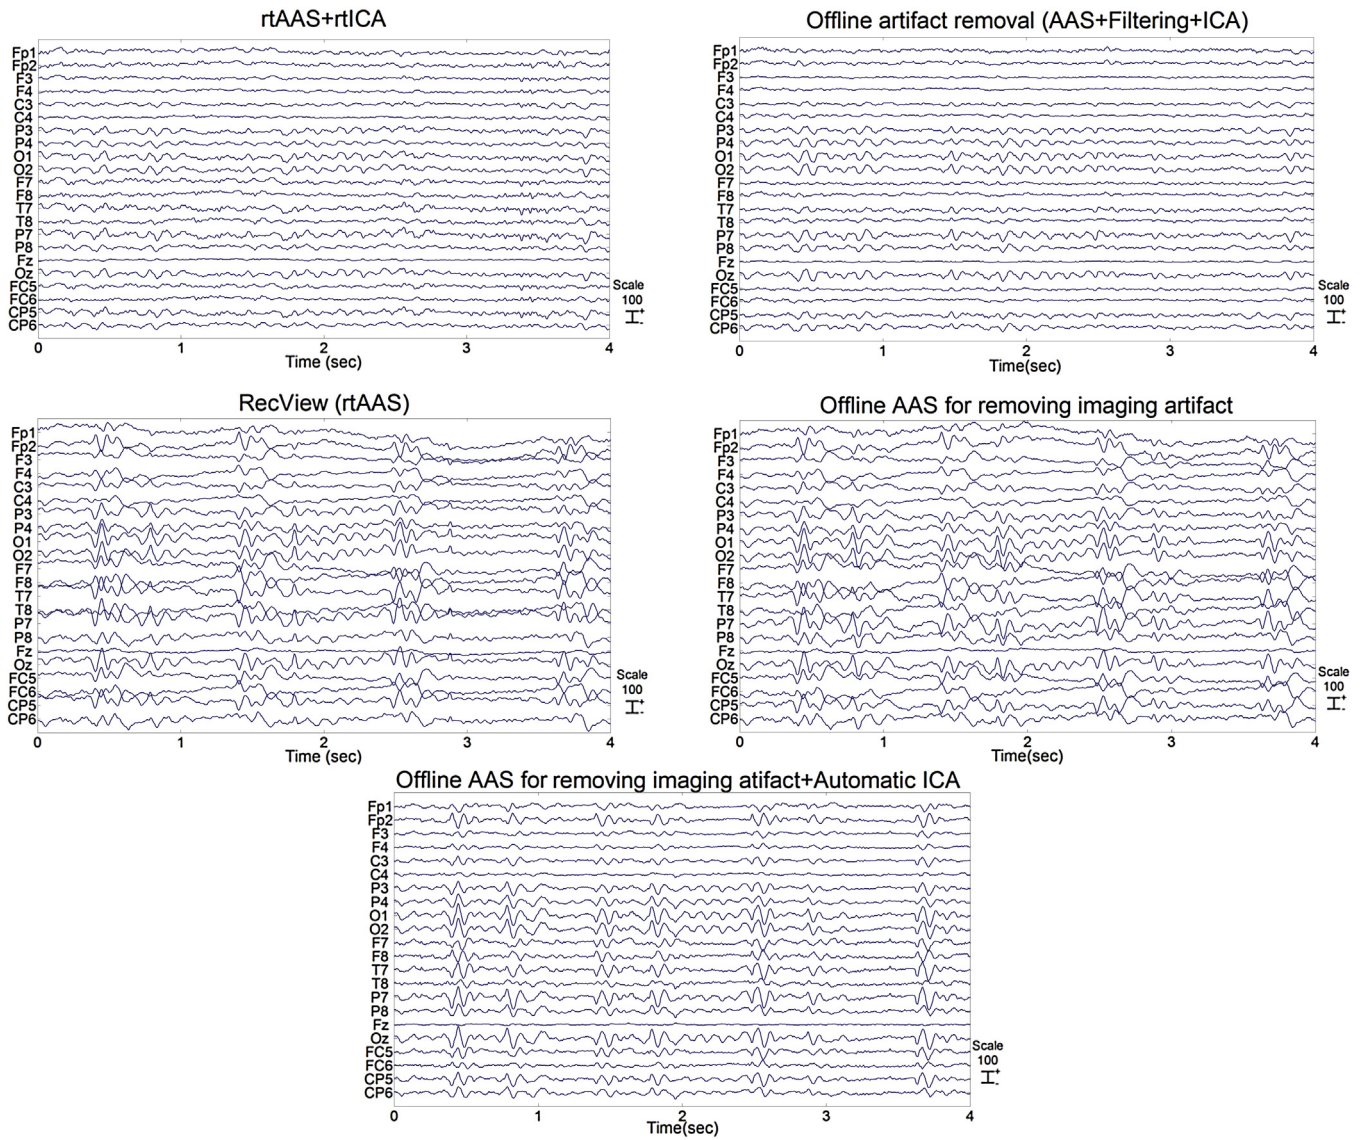 rtAAS+rtICA
Fp1
Fp2
F3
F4
C3
C4
P3
P4
O1
O2
F7
F8
T7
T8
P7
P8
Fz
Oz
FC5
FC6
CP5
CP6
Scale
100
+
-
0 1 2 3 4
Time (sec)
Offline artifact removal (AAS+Filtering+ICA)
Fp1
Fp2
F3
F4
C3
C4
P3
P4
O1
O2
F7
F8
T7
T8
P7
P8
Fz
Oz
FC5
FC6
CP5
CP6
Scale
100
+
-
0 1 2 3 4
Time(sec)
RecView (rtAAS)
Fp1
Fp2
F3
F4
C3
C4
P3
P4
O1
O2
F7
F8
T7
T8
P7
P8
Fz
Oz
FC5
FC6
CP5
CP6
Scale
100
+
-
0 1 2 3 4
Time (sec)
Offline AAS for removing imaging artifact
Fp1
Fp2
F3
F4
C3
C4
P3
P4
O1
O2
F7
F8
T7
T8
P7
P8
Fz
Oz
FC5
FC6
CP5
CP6
Scale
100
+
-
0 1 2 3 4
Time(sec)
Offline AAS for removing imaging atifact+Automatic ICA
Fp1
Fp2
F3
F4
C3
C4
P3
P4
O1
O2
F7
F8
T7
T8
P7
P8
Fz
Oz
FC5
FC6
CP5
CP6
Scale
100
+
-
0 1 2 3 4
Time(sec)